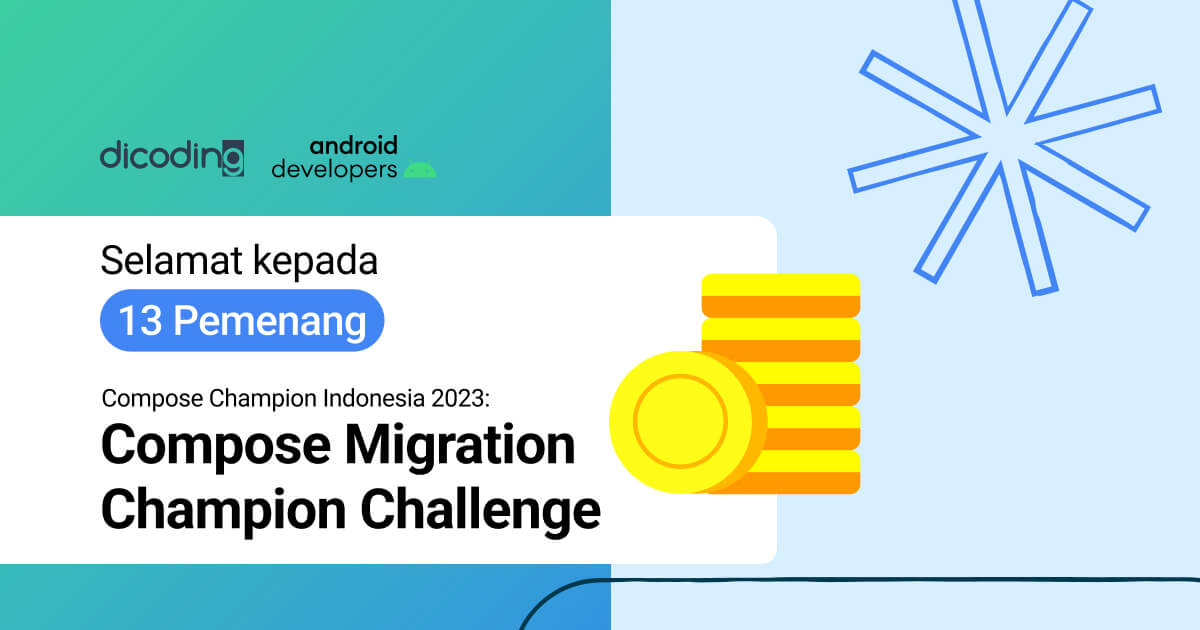 dicoding
android
developers
Selamat kepada
13 Pemenang
Compose Champion Indonesia 2023:
Compose Migration
Champion Challenge